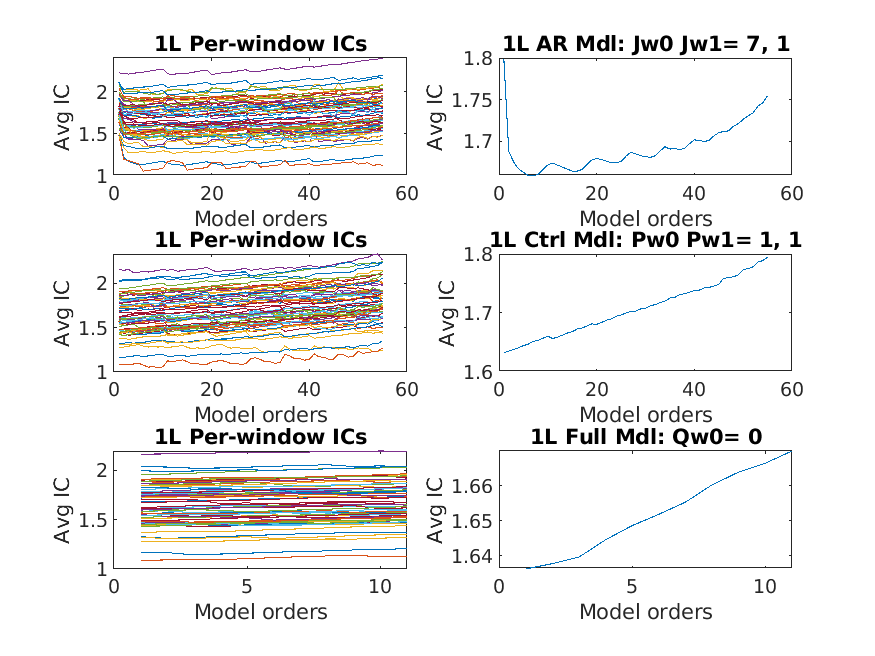 1L Per-window ICs
Avg IC
2
1.5
1
0
20
40
60
Model orders
1L AR Mdl: Jw0 Jw1= 7, 1
Avg IC
1.8
1.75
1.7
0
20
40
60
Model orders
1L Per-window ICs
Avg IC
2
1.5
1
0
20
40
60
Model orders
1L Ctrl Mdl: Pw0 Pw1= 1, 1
Avg IC
1.8
1.7
1.6
0
20
40
60
Model orders
1L Per-window ICs
Avg IC
2
1.5
1
0
5
10
Model orders
1L Full Mdl: Qw0= 0
Avg IC
1.66
1.65
1.64
0
5
10
Model orders